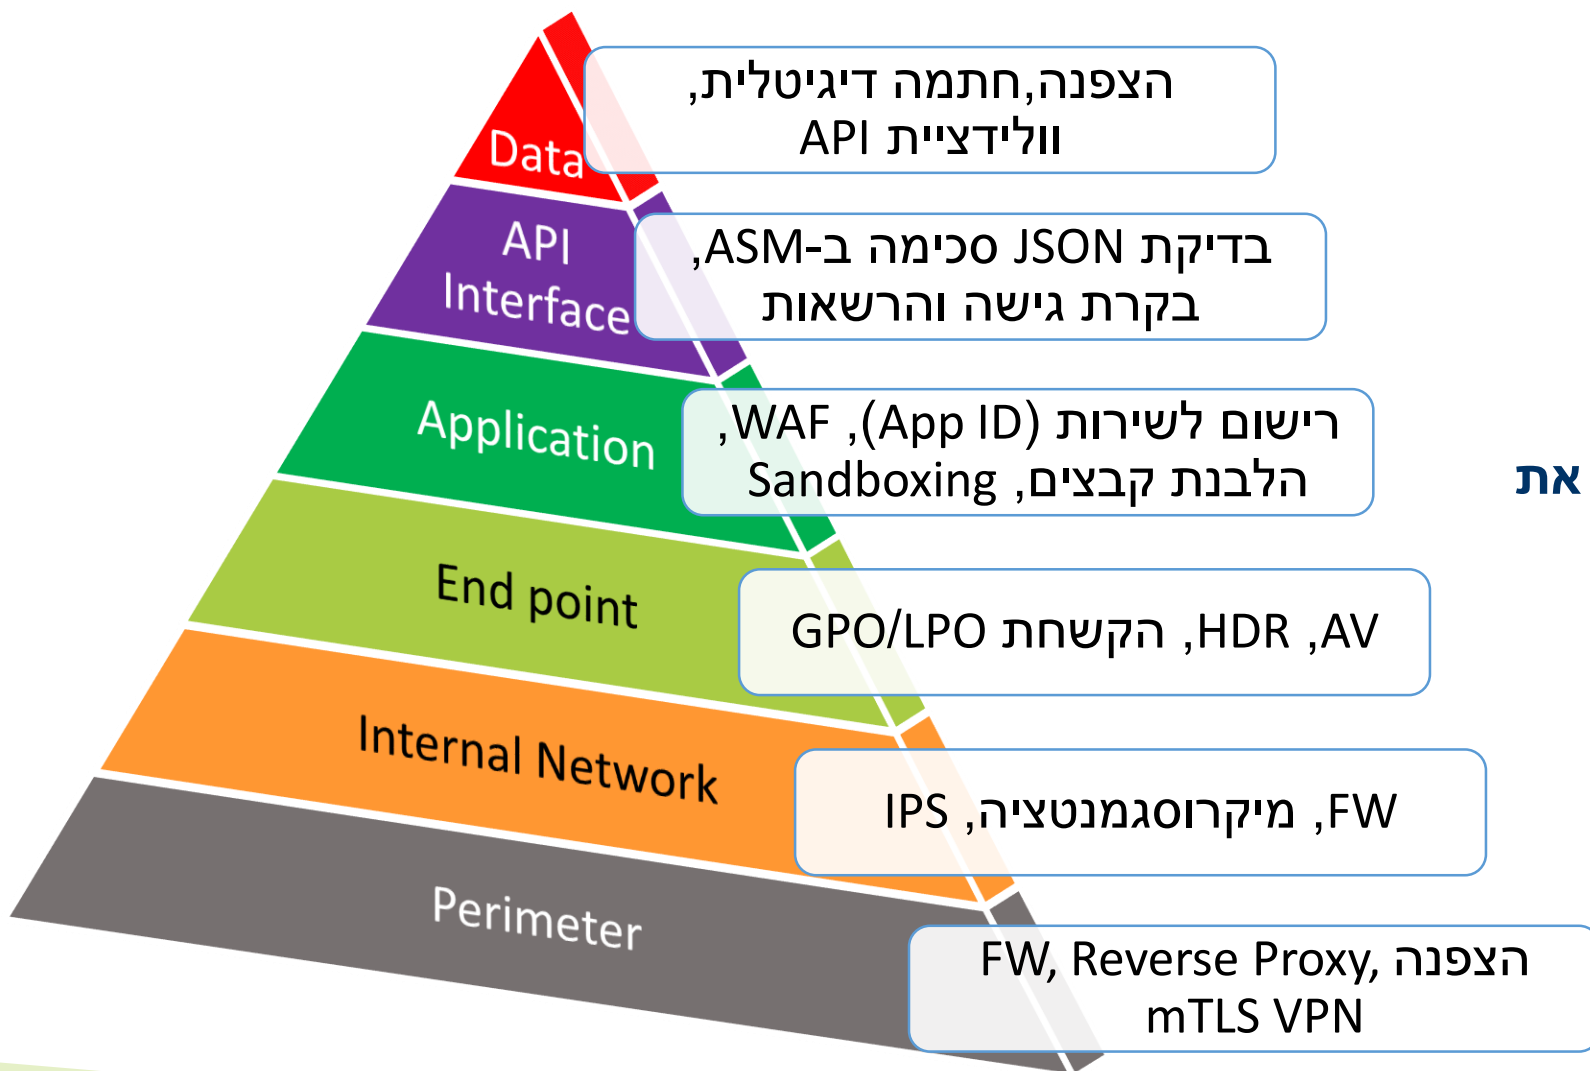 Data
הצפנה,חתמה דיגיטלית,
וולידציית API
API
Interface
בדיקת JSON סכימה ב-ASM,
בקרת גישה והרשאות
Application
רישום לשירות (App ID), WAF,
הלבנת קבצים, Sandboxing
את
End point
AV, HDR, הקשחת GPO/LPO
Internal Network
FW, מיקרוסגמנטציה, IPS
Perimeter
FW, Reverse Proxy, הצפנה
mTLS VPN